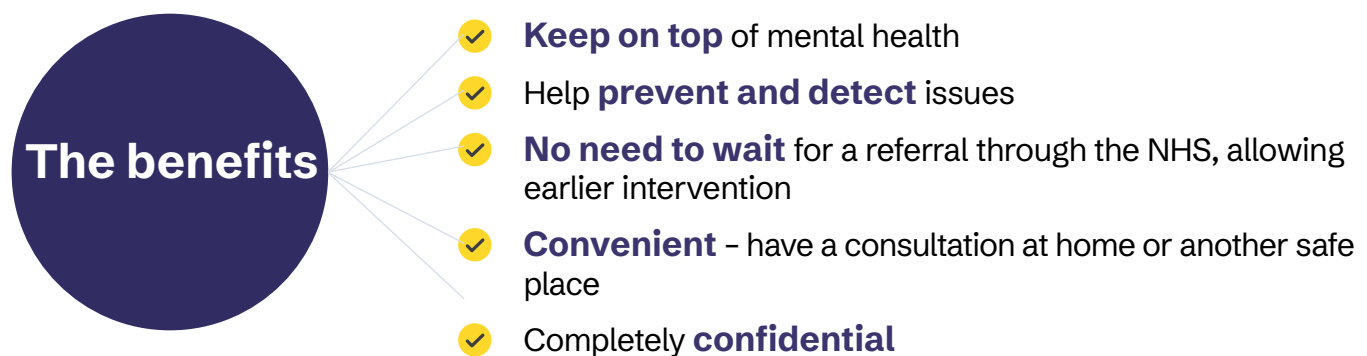 The benefits
Keep on top of mental health
Help prevent and detect issues
No need to wait for a referral through the NHS, allowing
earlier intervention
Convenient – have a consultation at home or another safe
place
Completely confidential